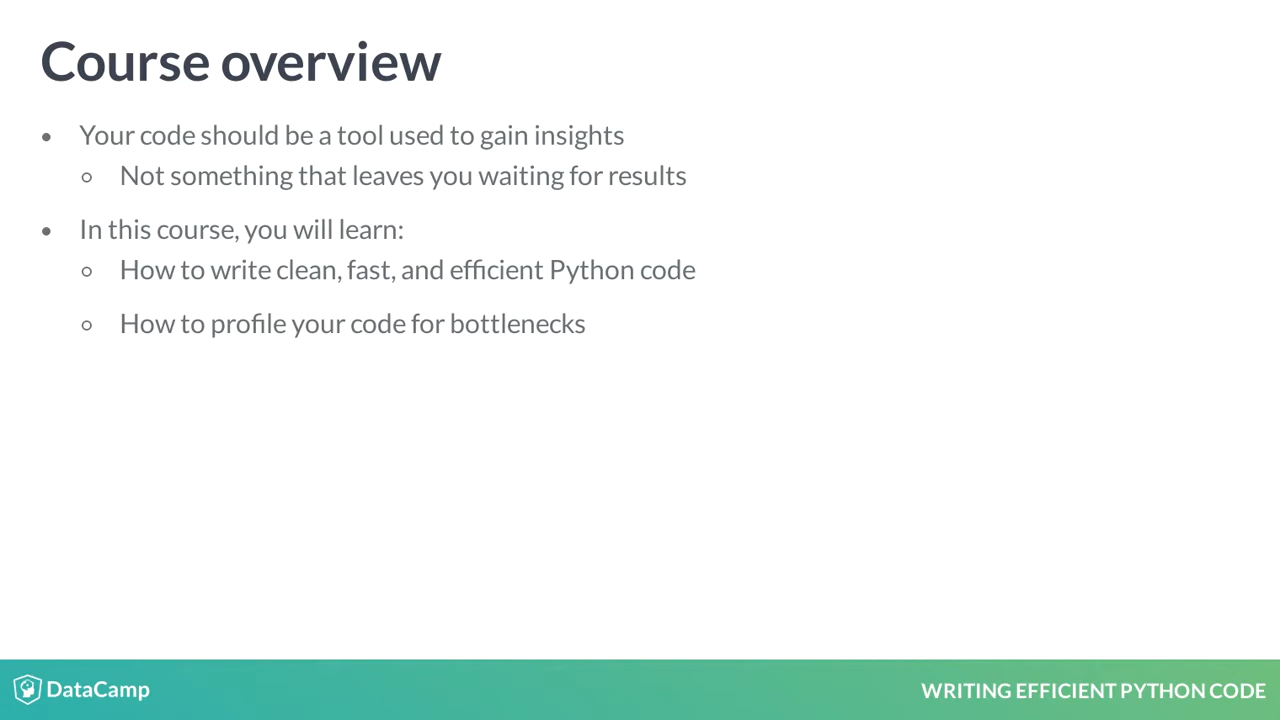 Course overview
• Your code should be a tool used to gain insights
○ Not something that leaves you waiting for results
• In this course, you will learn:
○ How to write clean, fast, and efficient Python code
○ How to profile your code for bottlenecks
DataCamp
WRITING EFFICIENT PYTHON CODE